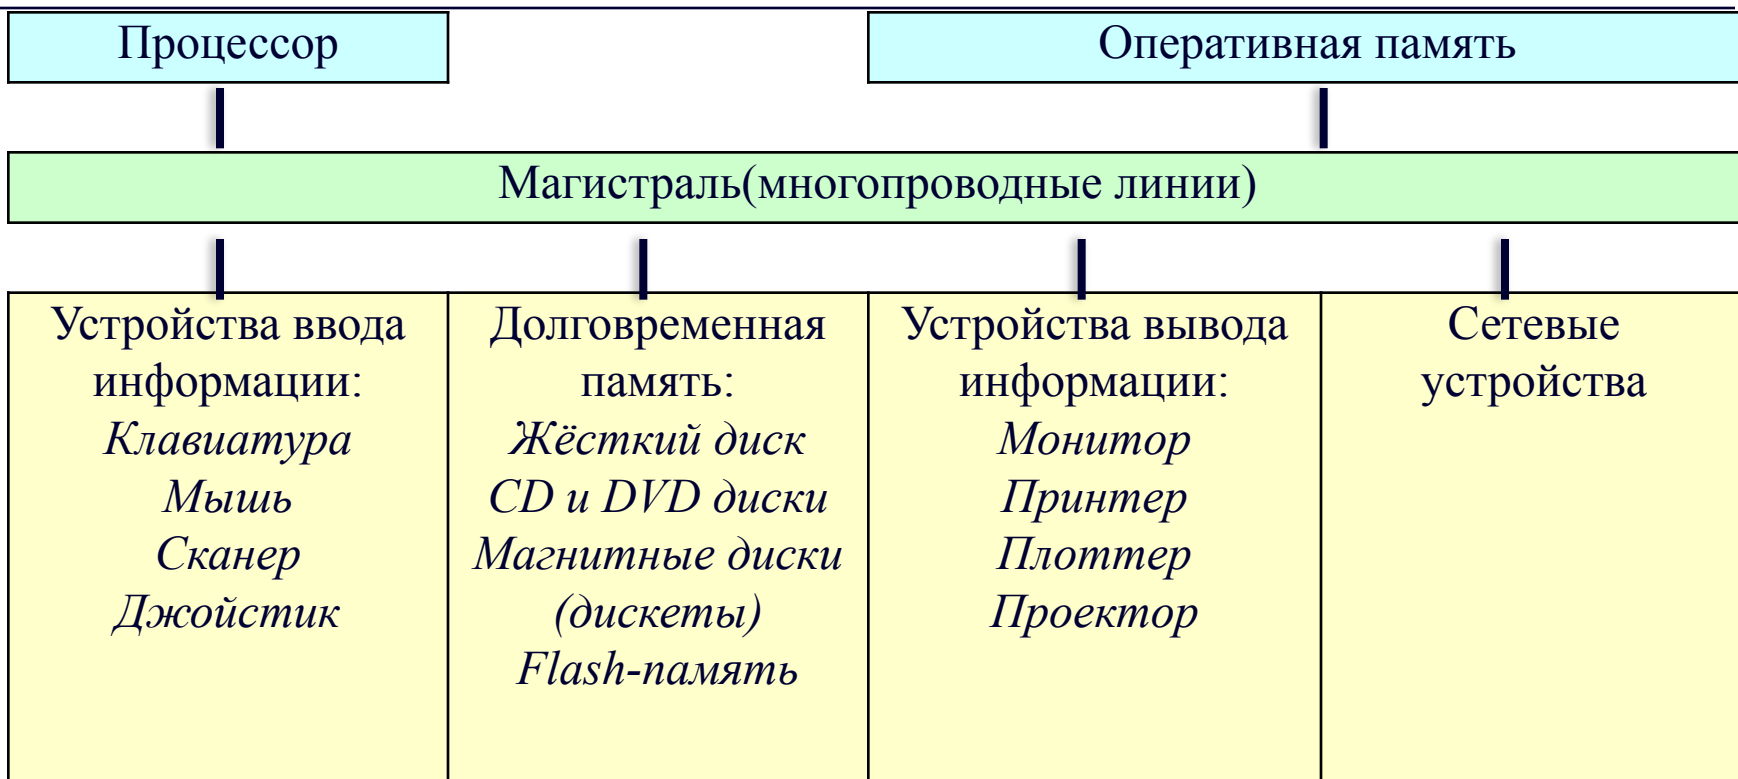 Процессор
Оперативная память
Магистраль(многопроводные линии)
Устройства ввода
информации:
Клавиатура
Мышь
Сканер
Джойстик
Долговременная
память:
Жёсткий диск
CD и DVD диски
Магнитные диски
(дискеты)
Flash-память
Устройства вывода
информации:
Монитор
Принтер
Плоттер
Проектор
Сетевые
устройства